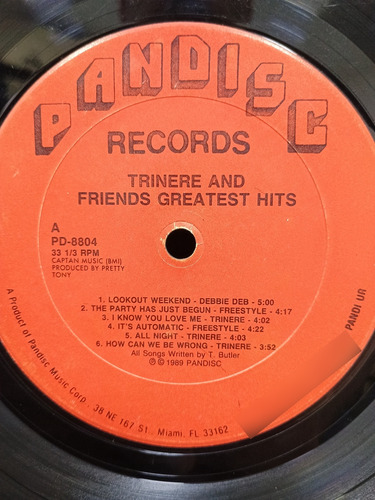 PANDISC
RECORDS
TRINERE AND
FRIENDS GREATEST HITS
A
PD-8804
33 1/3 RPM
CAPTAN MUSIC (BMI)
PRODUCED BY PRETTY
TONY
1. LOOKOUT WEEKEND - DEBBIE DEB - 5:00
2. THE PARTY HAS JUST BEGUN - FREESTYLE - 4:17
3. I KNOW YOU LOVE ME - TRINERE - 4:02
4. IT'S AUTOMATIC - FREESTYLE - 4:22
5. ALL NIGHT - TRINERE - 4:03
6. HOW CAN WE BE WRONG - TRINERE - 3:52
All Songs Written by T. Butler
℗ © 1989 PANDISC
A Product of Pandisc Music Corp. 38 NE 167 St. Miami, FL 33162
PANDI UR